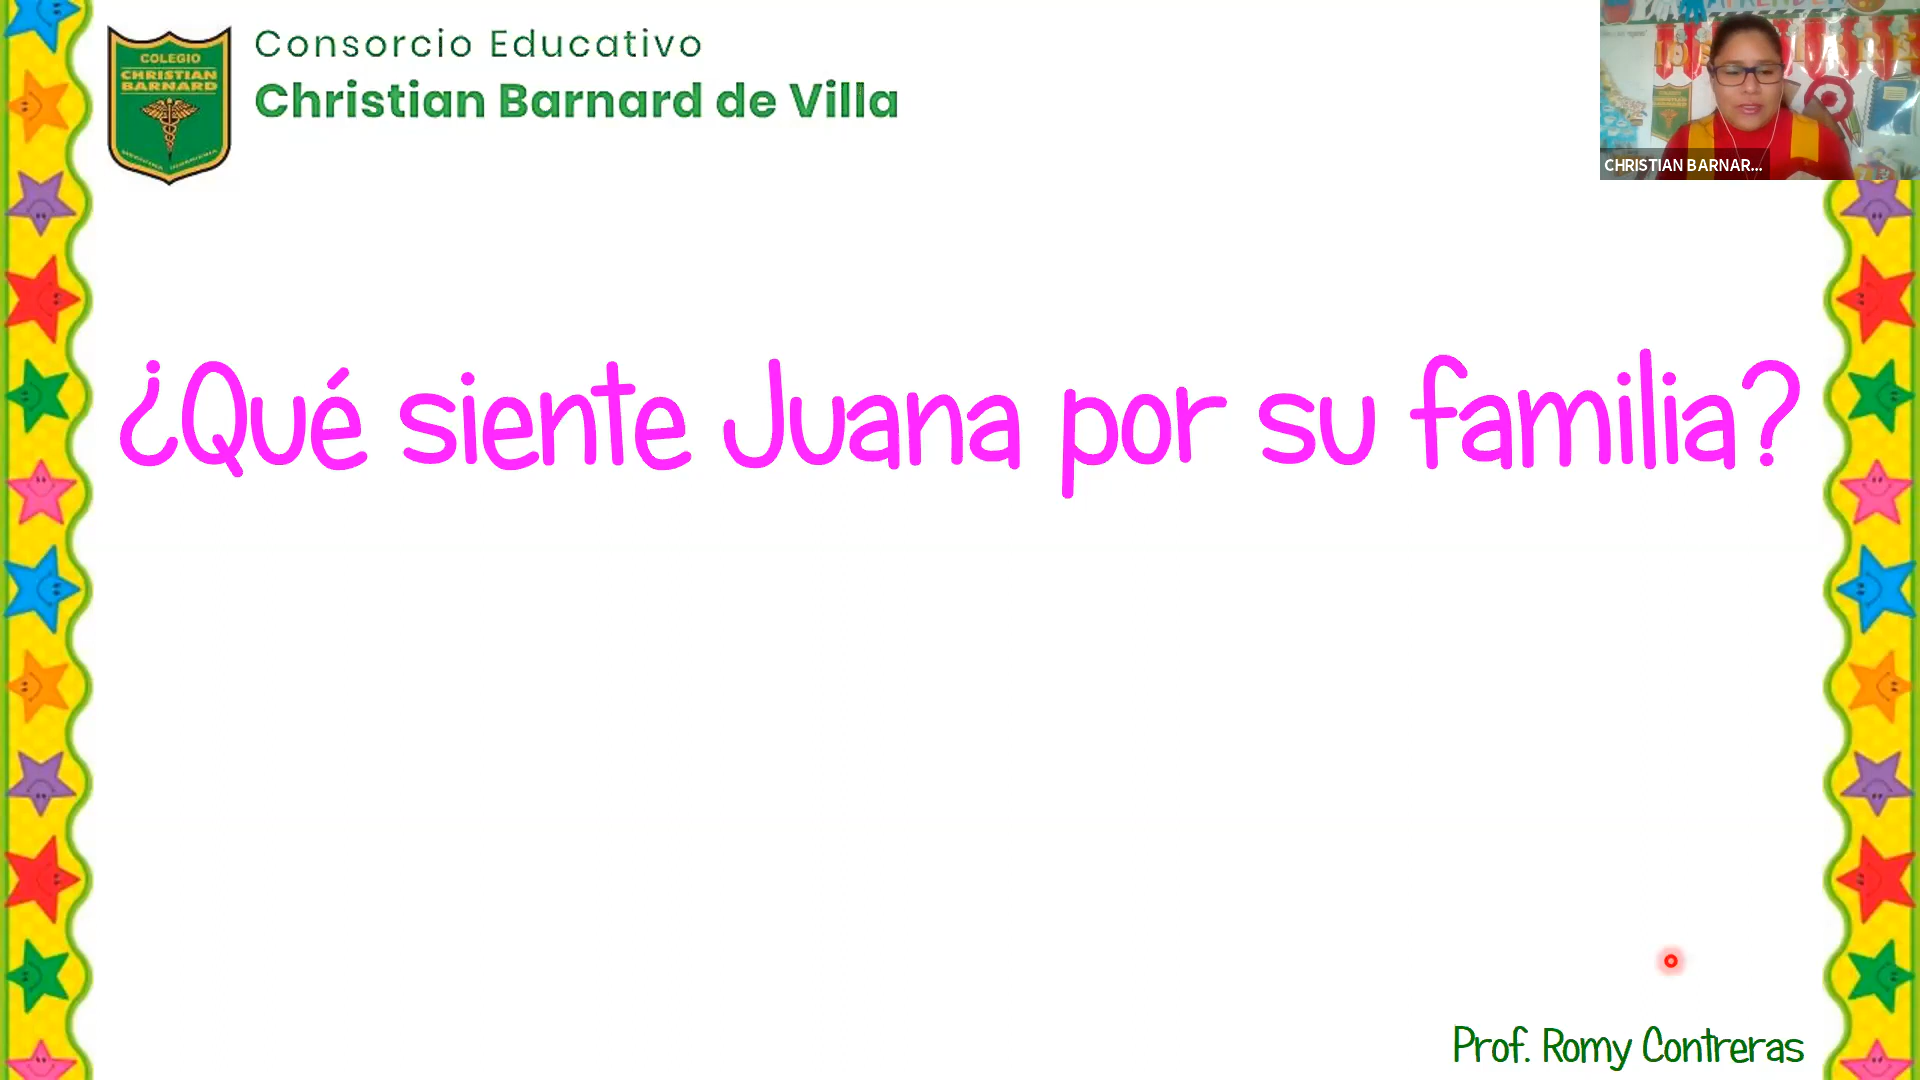 COLEGIO
CHRISTIAN
BARNARD
Consorcio Educativo
Christian Barnard de Villa
CHRISTIAN BARNAR...
¿Qué siente Juana por su familia?
Prof. Romy Contreras